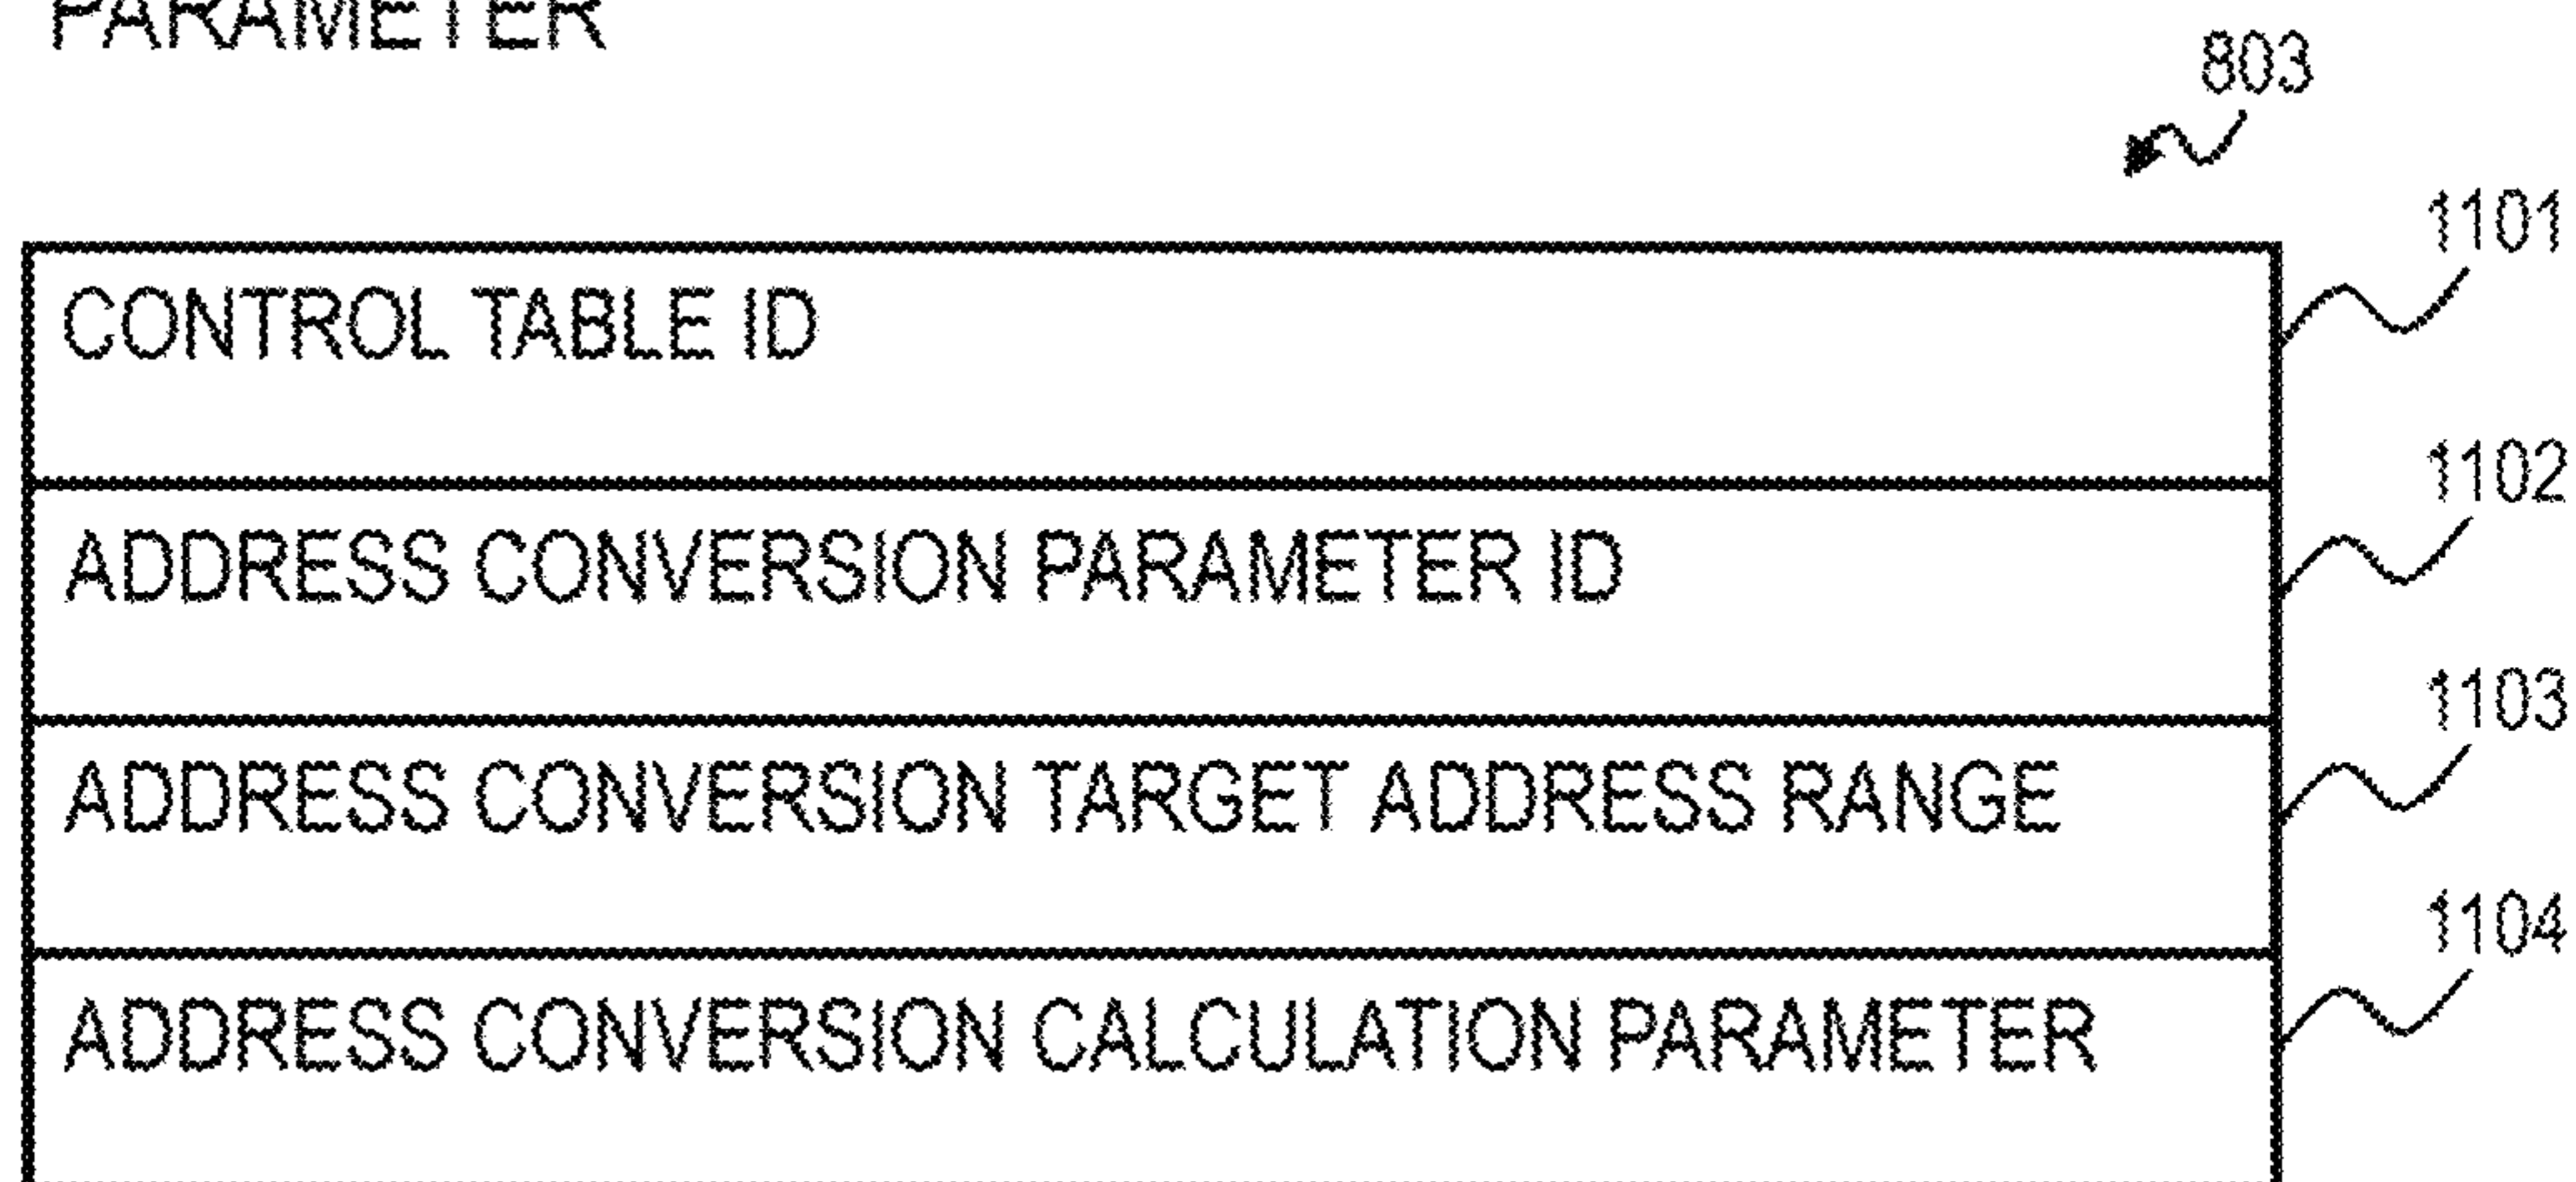 PARAMETER
803
1101
CONTROL TABLE ID
1102
ADDRESS CONVERSION PARAMETER ID
1103
ADDRESS CONVERSION TARGET ADDRESS RANGE
1104
ADDRESS CONVERSION CALCULATION PARAMETER